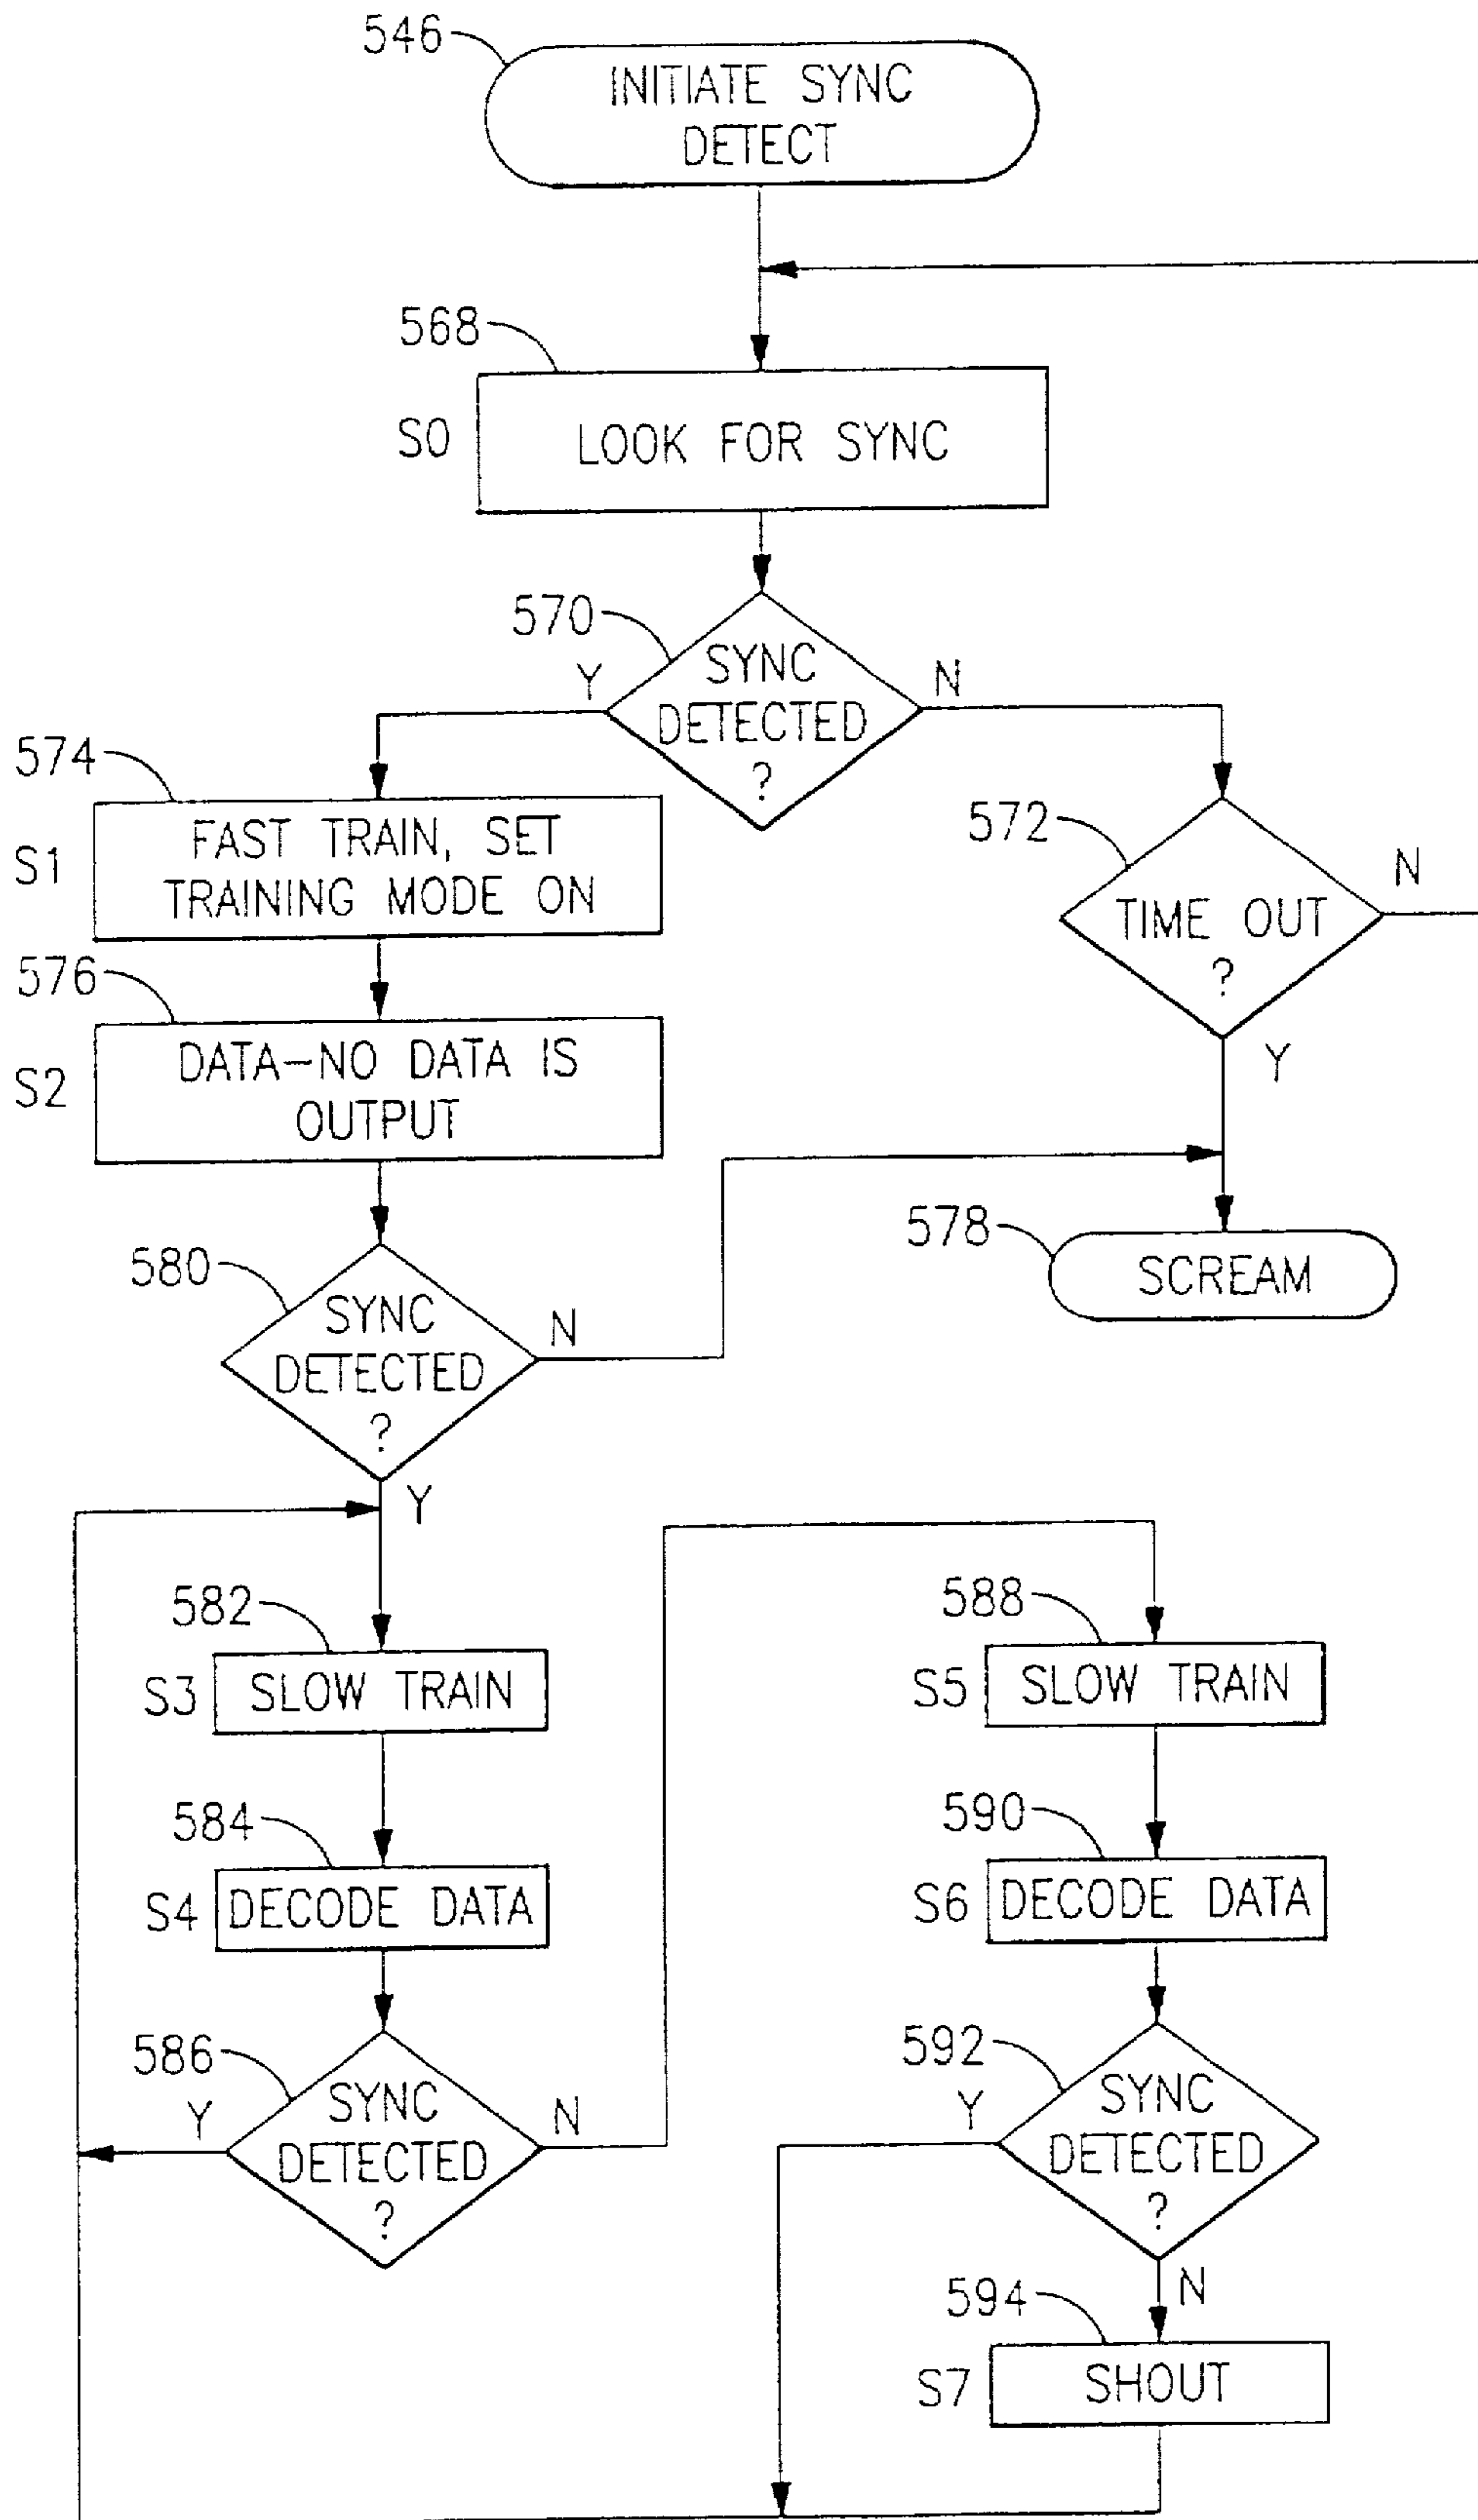 546
INITIATE SYNC
DETECT
568
S0
LOOK FOR SYNC
570
SYNC
DETECTED
?
Y
N
574
S1
FAST TRAIN, SET
TRAINING MODE ON
572
TIME OUT
?
N
Y
576
S2
DATA-NO DATA IS
OUTPUT
578
SCREAM
580
SYNC
DETECTED
?
N
Y
582
S3
SLOW TRAIN
588
S5
SLOW TRAIN
584
S4
DECODE DATA
590
S6
DECODE DATA
586
SYNC
DETECTED
?
Y
N
592
SYNC
DETECTED
?
Y
N
594
S7
SHOUT